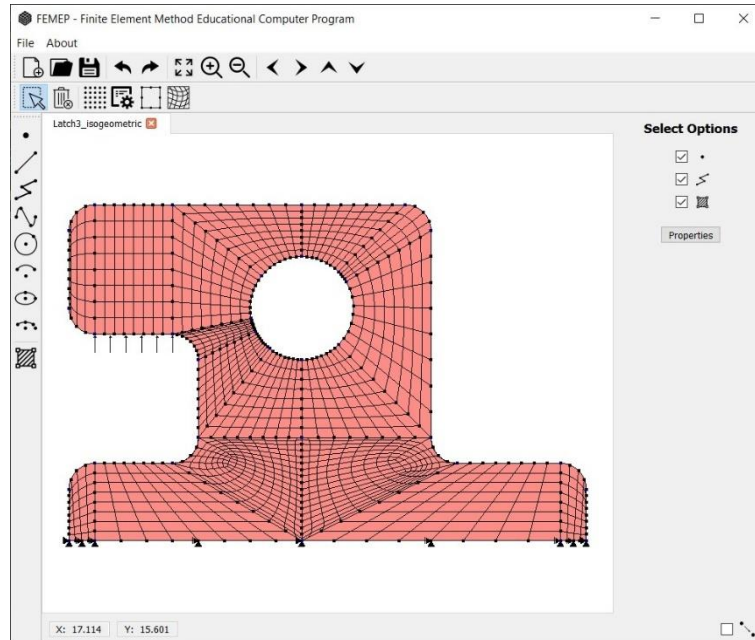 FEMEP - Finite Element Method Educational Computer Program
File About
Latch3_isogeometric
Select Options
Properties
X: 17.114 Y: 15.601